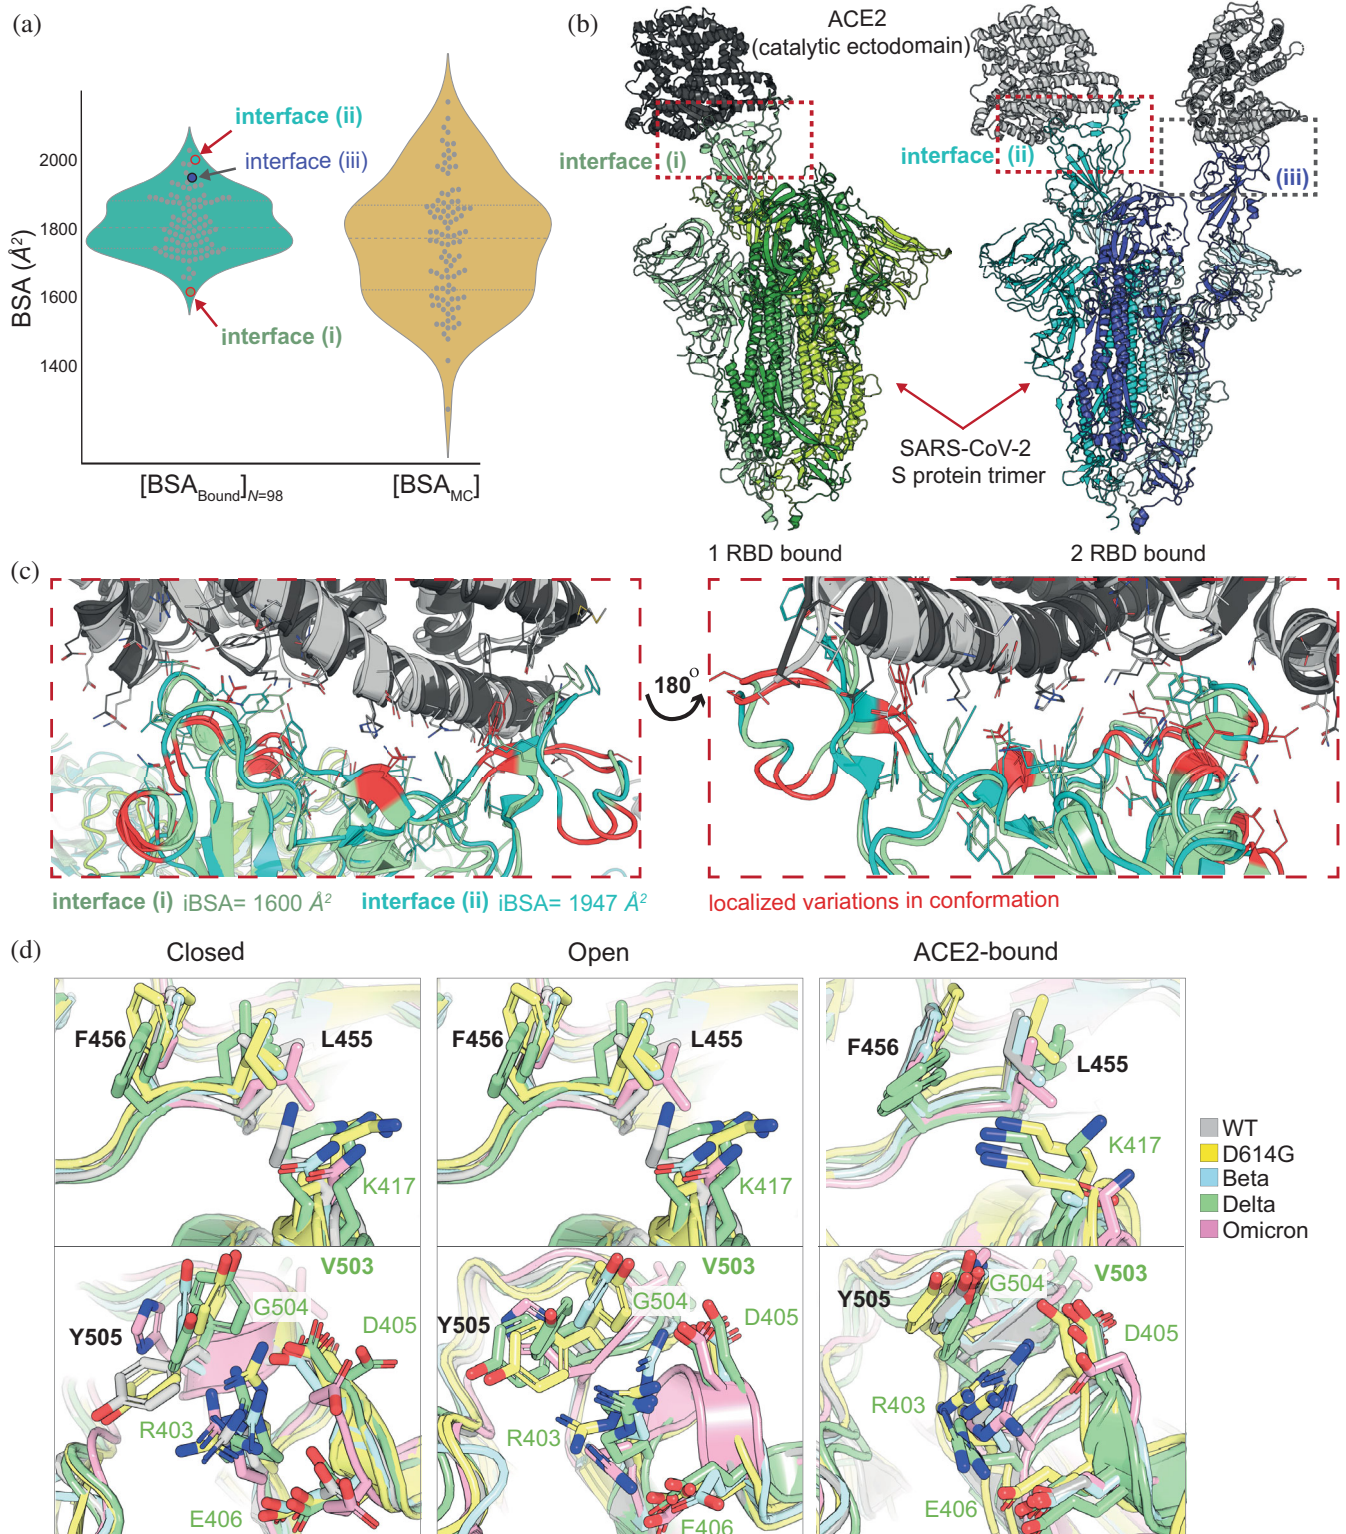 (a)
BSA (Å²)
2000
1800
1600
1400
interface (ii)
interface (iii)
interface (i)
[BSA_Bound]_N=98
[BSA_MC]
(b)
ACE2
(catalytic ectodomain)
interface (i)
interface (ii)
(iii)
SARS-CoV-2
S protein trimer
1 RBD bound
2 RBD bound
(c)
180°
interface (i) iBSA= 1600 Å²
interface (ii) iBSA= 1947 Å²
localized variations in conformation
(d)
Closed
Open
ACE2-bound
F456
L455
K417
F456
L455
K417
F456
L455
K417
WT
D614G
Beta
Delta
Omicron
V503
G504
D405
Y505
R403
E406
V503
G504
D405
Y505
R403
E406
V503
G504
D405
Y505
R403
E406